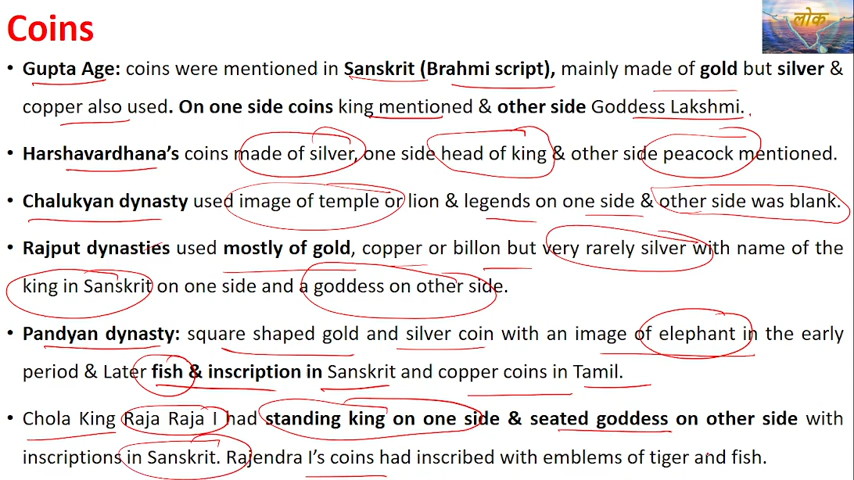 Coins
लोक
• Gupta Age: coins were mentioned in Sanskrit (Brahmi script), mainly made of gold but silver &
copper also used. On one side coins king mentioned & other side Goddess Lakshmi.
• Harshavardhana's coins made of silver, one side head of king & other side peacock mentioned.
• Chalukyan dynasty used image of temple or lion & legends on one side & other side was blank.
• Rajput dynasties used mostly of gold, copper or billon but very rarely silver with name of the
king in Sanskrit on one side and a goddess on other side.
• Pandyan dynasty: square shaped gold and silver coin with an image of elephant in the early
period & Later fish & inscription in Sanskrit and copper coins in Tamil.
• Chola King Raja Raja I had standing king on one side & seated goddess on other side with
inscriptions in Sanskrit. Rajendra I's coins had inscribed with emblems of tiger and fish.